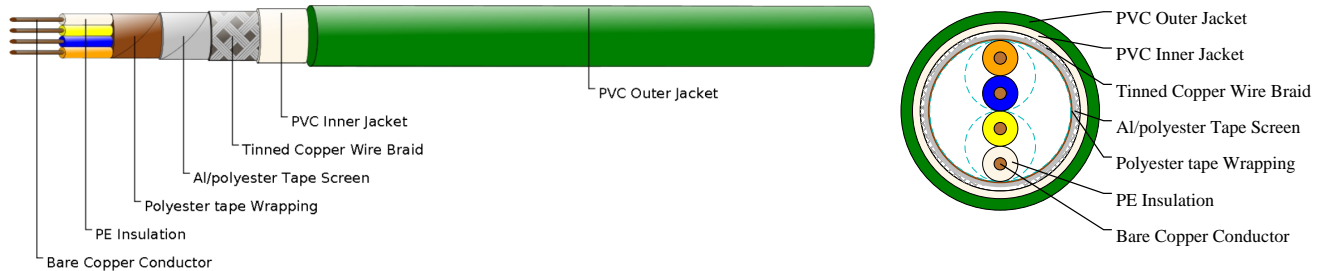 PVC Outer Jacket
PVC Inner Jacket
Tinned Copper Wire Braid
Al/polyester Tape Screen
Polyester tape Wrapping
PE Insulation
Bare Copper Conductor
PVC Outer Jacket
PVC Inner Jacket
Tinned Copper Wire Braid
Al/polyester Tape Screen
Polyester tape Wrapping
PE Insulation
Bare Copper Conductor